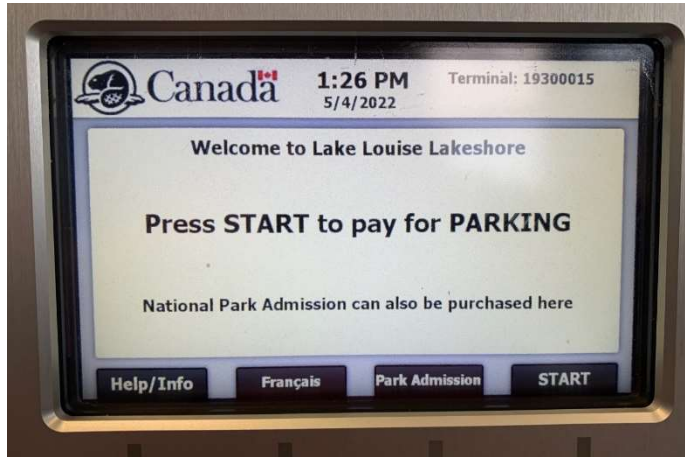 Canada
1:26 PM
5/4/2022
Terminal: 19300015
Welcome to Lake Louise Lakeshore
Press START to pay for PARKING
National Park Admission can also be purchased here
Help/Info
Français
Park Admission
START